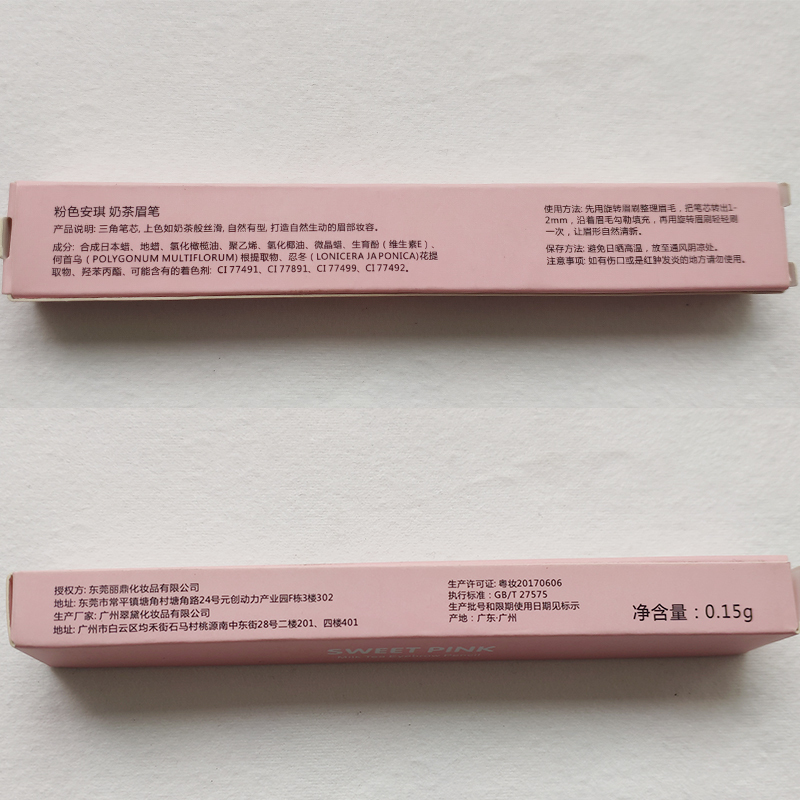 粉色安琪 奶茶眉笔
产品说明: 三角笔芯, 上色如奶茶般丝滑, 自然有型, 打造自然生动的眉部妆容。
成分: 合成日本蜡、地蜡、氢化橄榄油、聚乙烯、氢化椰油、微晶蜡、生育酚（维生素E）、
何首乌 ( POLYGONUM MULTIFLORUM) 根提取物、忍冬 ( LONICERA JAPONICA)花提
取物、羟苯丙酯、可能含有的着色剂: CI 77491、CI 77891、CI 77499、CI 77492。
使用方法: 先用旋转眉刷整理眉毛，把笔芯转出1-
2mm，沿着眉毛勾勒填充，再用旋转眉刷轻轻刷
一次，让眉形自然清新。
保存方法: 避免日晒高温，放至通风阴凉处。
注意事项: 如有伤口或是红肿发炎的地方请勿使用。
授权方: 东莞丽鼎化妆品有限公司
地址: 东莞市常平镇塘角村塘角路24号元创动力产业园F栋3楼302
生产厂家: 广州翠黛化妆品有限公司
地址: 广州市白云区均禾街石马村桃源南中东街28号二楼201、四楼401
生产许可证: 粤妆20170606
执行标准: GB/T 27575
生产批号和限期使用日期见标示
产地: 广东·广州
净含量：0.15g
SWEET PINK